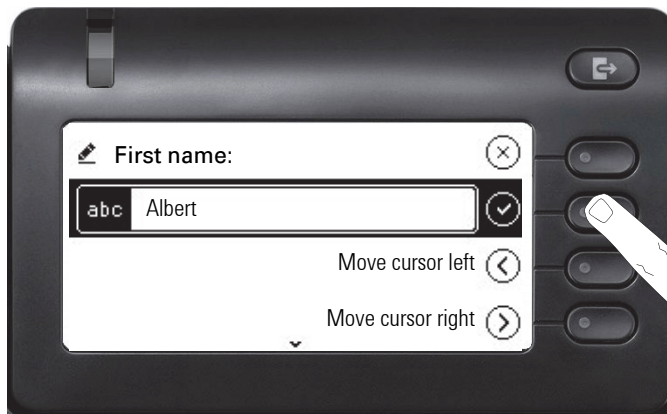 First name:
abc Albert
Move cursor left
Move cursor right